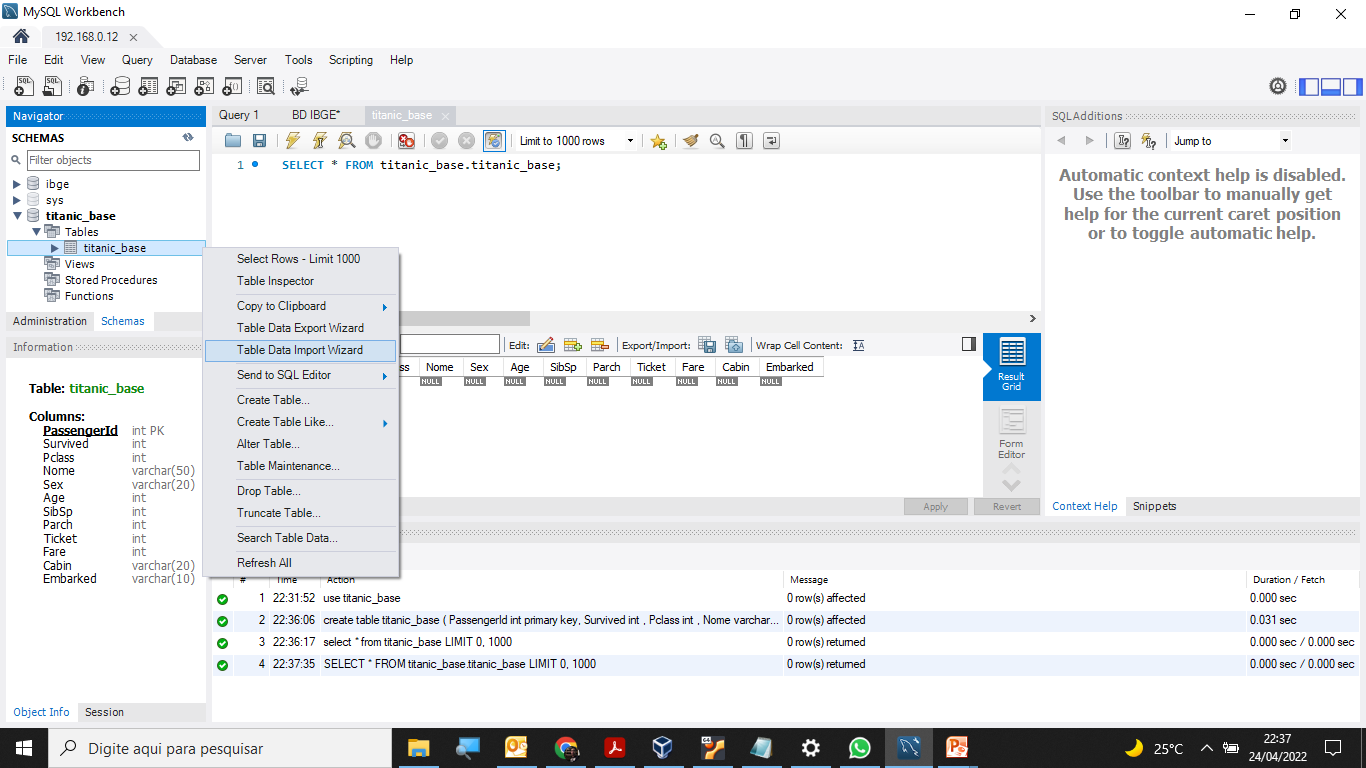 MySQL Workbench
192.168.0.12
File Edit View Query Database Server Tools Scripting Help
Navigator
SCHEMAS
Filter objects
ibge
sys
titanic_base
Tables
titanic_base
Views
Stored Procedures
Functions
Administration Schemas
Information
Table: titanic_base
Columns:
PassengerId int PK
Survived int
Pclass int
Nome varchar(50)
Sex varchar(20)
Age int
SibSp int
Parch int
Ticket int
Fare int
Cabin varchar(20)
Embarked varchar(10)
Object Info Session
Query 1 BD IBGE* titanic_base
Limit to 1000 rows
1 SELECT * FROM titanic_base.titanic_base;
Select Rows - Limit 1000
Table Inspector
Copy to Clipboard
Table Data Export Wizard
Table Data Import Wizard
Send to SQL Editor
Create Table...
Create Table Like...
Alter Table...
Table Maintenance...
Drop Table...
Truncate Table...
Search Table Data...
Refresh All
Edit: Export/Import: Wrap Cell Content:
ss Nome Sex Age SibSp Parch Ticket Fare Cabin Embarked
NULL NULL NULL NULL NULL NULL NULL NULL NULL
Result
Grid
Form
Editor
Apply Revert
SQLAdditions
Jump to
Automatic context help is disabled.
Use the toolbar to manually get
help for the current caret position
or to toggle automatic help.
Context Help Snippets
# Time Action Message Duration / Fetch
1 22:31:52 use titanic_base 0 row(s) affected 0.000 sec
2 22:36:06 create table titanic_base ( PassengerId int primary key, Survived int , Pclass int , Nome varchar... 0 row(s) affected 0.031 sec
3 22:36:17 select * from titanic_base LIMIT 0, 1000 0 row(s) returned 0.000 sec / 0.000 sec
4 22:37:35 SELECT * FROM titanic_base.titanic_base LIMIT 0, 1000 0 row(s) returned 0.000 sec / 0.000 sec
Digite aqui para pesquisar
25°C
22:37
24/04/2022